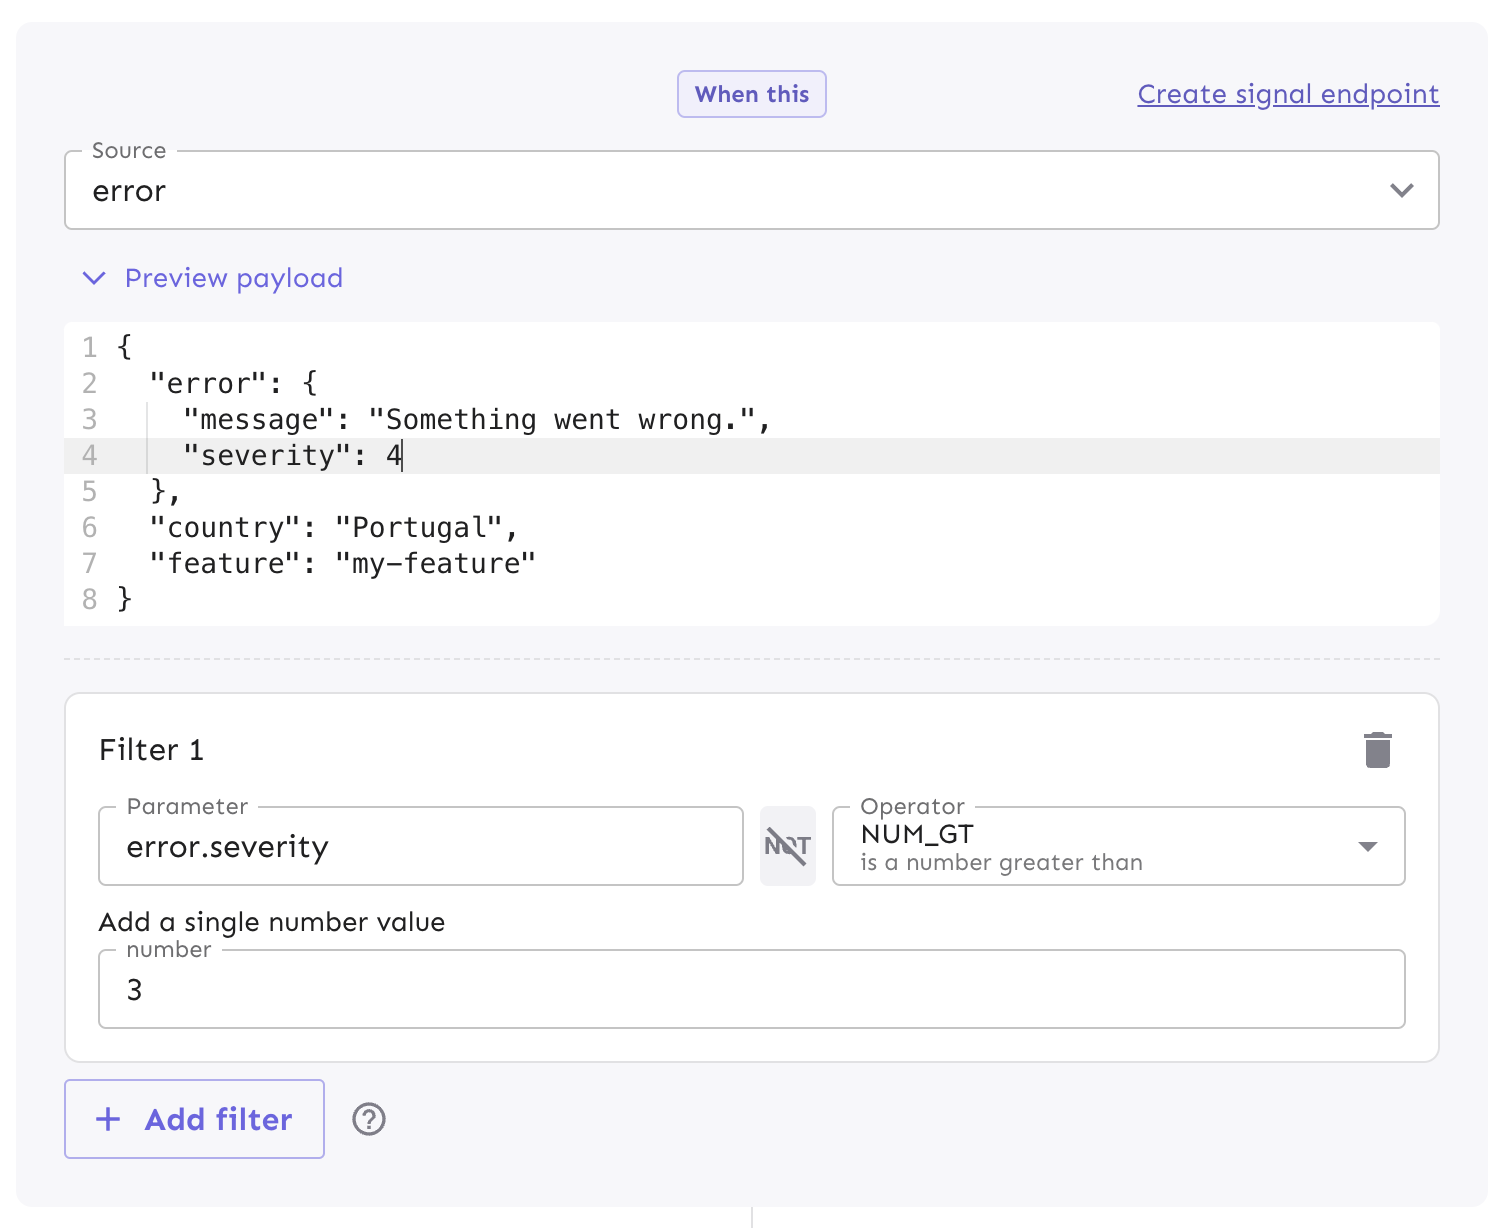 When this
Create signal endpoint
Source
error
Preview payload
1 {
2   "error": {
3     "message": "Something went wrong.",
4     "severity": 4
5   },
6   "country": "Portugal",
7   "feature": "my-feature"
8 }
Filter 1
Parameter
error.severity
NOT
Operator
NUM_GT
is a number greater than
Add a single number value
number
3
+ Add filter
?